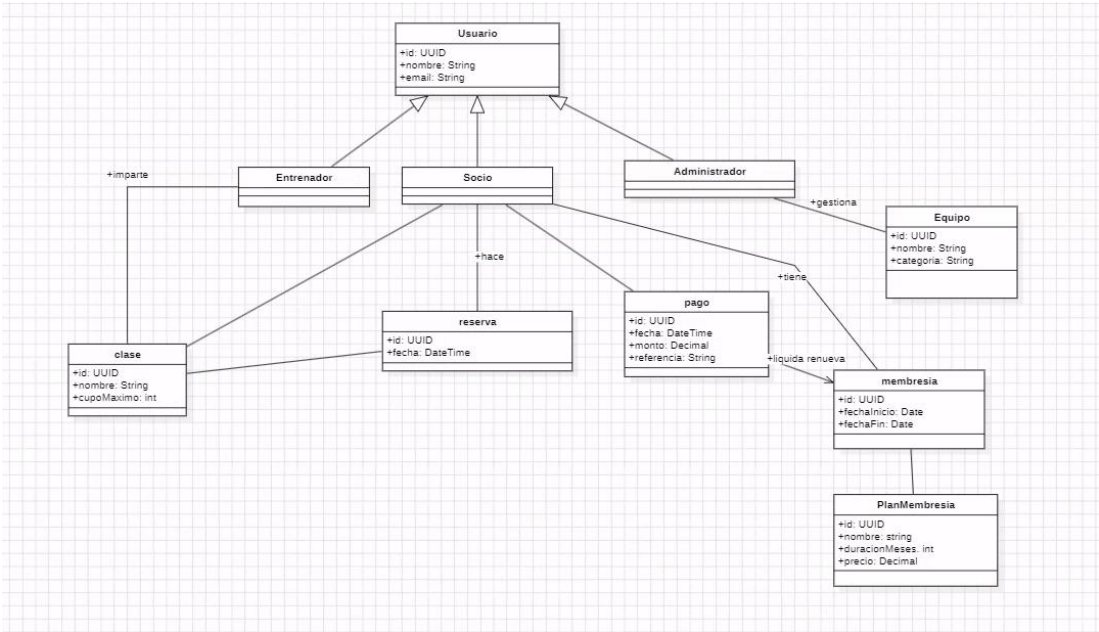 Usuario
+id: UUID
+nombre: String
+email: String
+imparte
Entrenador
Socio
Administrador
+gestiona
Equipo
+id: UUID
+nombre: String
+categoria: String
+hace
+tiene
clase
+id: UUID
+nombre: String
+cupoMaximo: int
reserva
+id: UUID
+fecha: DateTime
pago
+id: UUID
+fecha: DateTime
+monto: Decimal
+referencia: String
+liquida renueva
membresia
+id: UUID
+fechaInicio: Date
+fechaFin: Date
PlanMembresia
+id: UUID
+nombre: string
+duracionMeses. int
+precio: Decimal